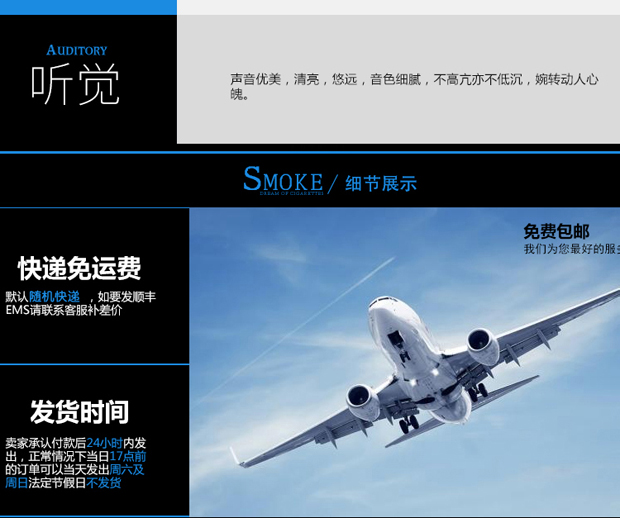 AUDITORY
听觉
声音优美，清亮，悠远，音色细腻，不高亢亦不低沉，婉转动人心
魄。
SMOKE / 细节展示
快递免运费
默认随机快递 ，如要发顺丰
EMS请联系客服补差价
免费包邮
我们为您最好的服
发货时间
卖家承认付款后24小时内发
出，正常情况下当日17点前
的订单可以当天发出周六及
周日法定节假日不发货